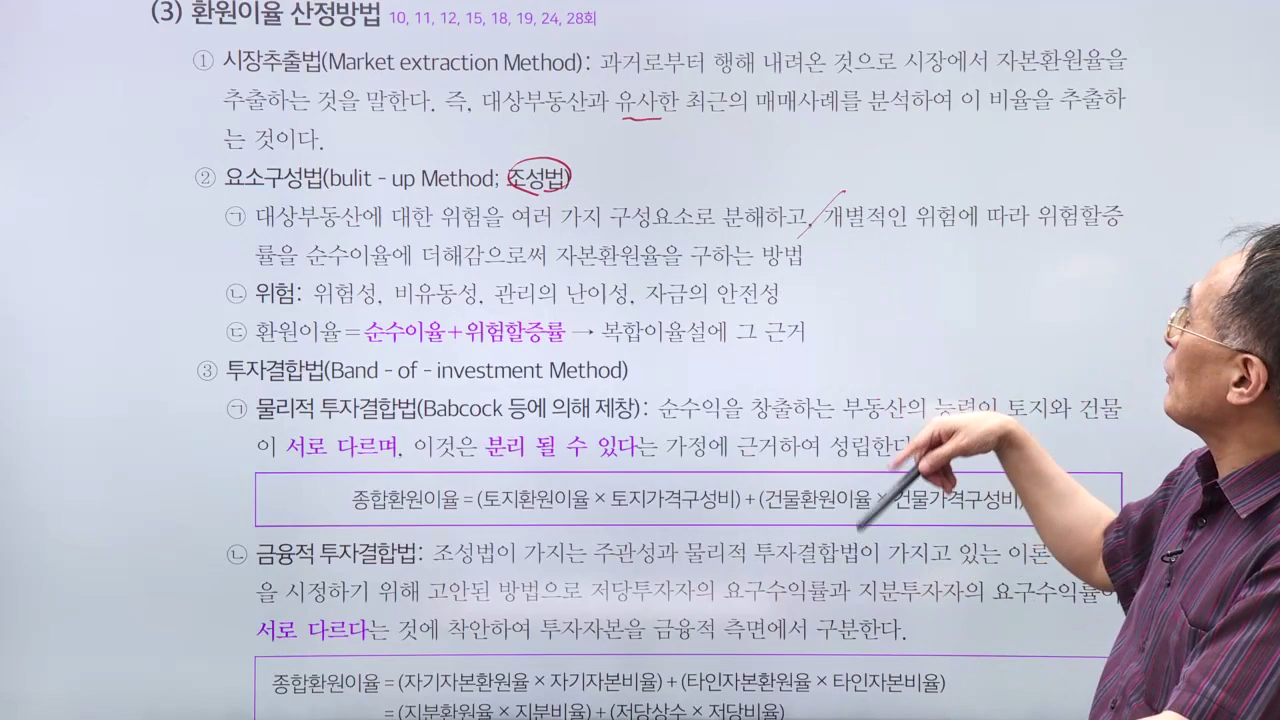 (3) 환원이율 산정방법 10, 11, 12, 15, 18, 19, 24, 28회
① 시장추출법(Market extraction Method): 과거로부터 행해 내려온 것으로 시장에서 자본환원율을
추출하는 것을 말한다. 즉, 대상부동산과 유사한 최근의 매매사례를 분석하여 이 비율을 추출하
는 것이다.
② 요소구성법(bulit - up Method; 조성법)
㉠ 대상부동산에 대한 위험을 여러 가지 구성요소로 분해하고, 개별적인 위험에 따라 위험할증
률을 순수이율에 더해감으로써 자본환원율을 구하는 방법
㉡ 위험: 위험성, 비유동성, 관리의 난이성, 자금의 안전성
㉢ 환원이율 = 순수이율+위험할증률 → 복합이율설에 그 근거
③ 투자결합법(Band - of - investment Method)
㉠ 물리적 투자결합법(Babcock 등에 의해 제창): 순수익을 창출하는 부동산의 능력이 토지와 건물
이 서로 다르며, 이것은 분리 될 수 있다는 가정에 근거하여 성립한다
종합환원이율 = (토지환원이율 × 토지가격구성비) + (건물환원이율 × 건물가격구성비)
㉡ 금융적 투자결합법: 조성법이 가지는 주관성과 물리적 투자결합법이 가지고 있는 이론
을 시정하기 위해 고안된 방법으로 저당투자자의 요구수익률과 지분투자자의 요구수익률이
서로 다르다는 것에 착안하여 투자자본을 금융적 측면에서 구분한다.
종합환원이율 = (자기자본환원율 × 자기자본비율) + (타인자본환원율 × 타인자본비율)
= (지분환원율 × 지분비율) + (저당상수 × 저당비율)